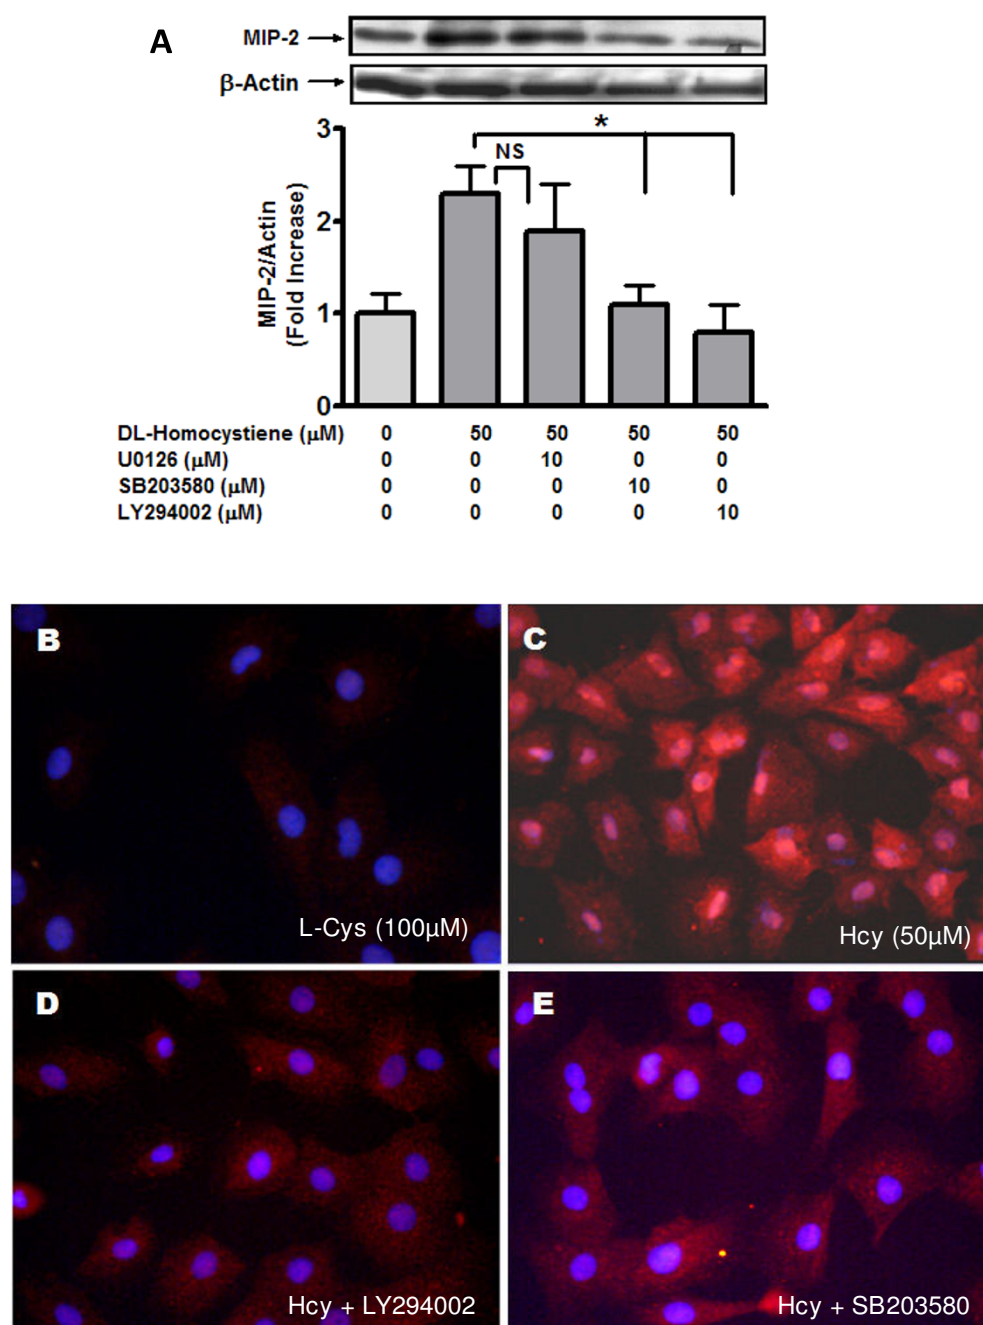 A
MIP-2
β-Actin
3
*
NS
2
1
0
MIP-2/Actin
(Fold Increase)
DL-Homocystiene (μM) 0 50 50 50 50
U0126 (μM) 0 0 10 0 0
SB203580 (μM) 0 0 0 10 0
LY294002 (μM) 0 0 0 0 10
B
L-Cys (100μM)
C
Hcy (50μM)
D
Hcy + LY294002
E
Hcy + SB203580